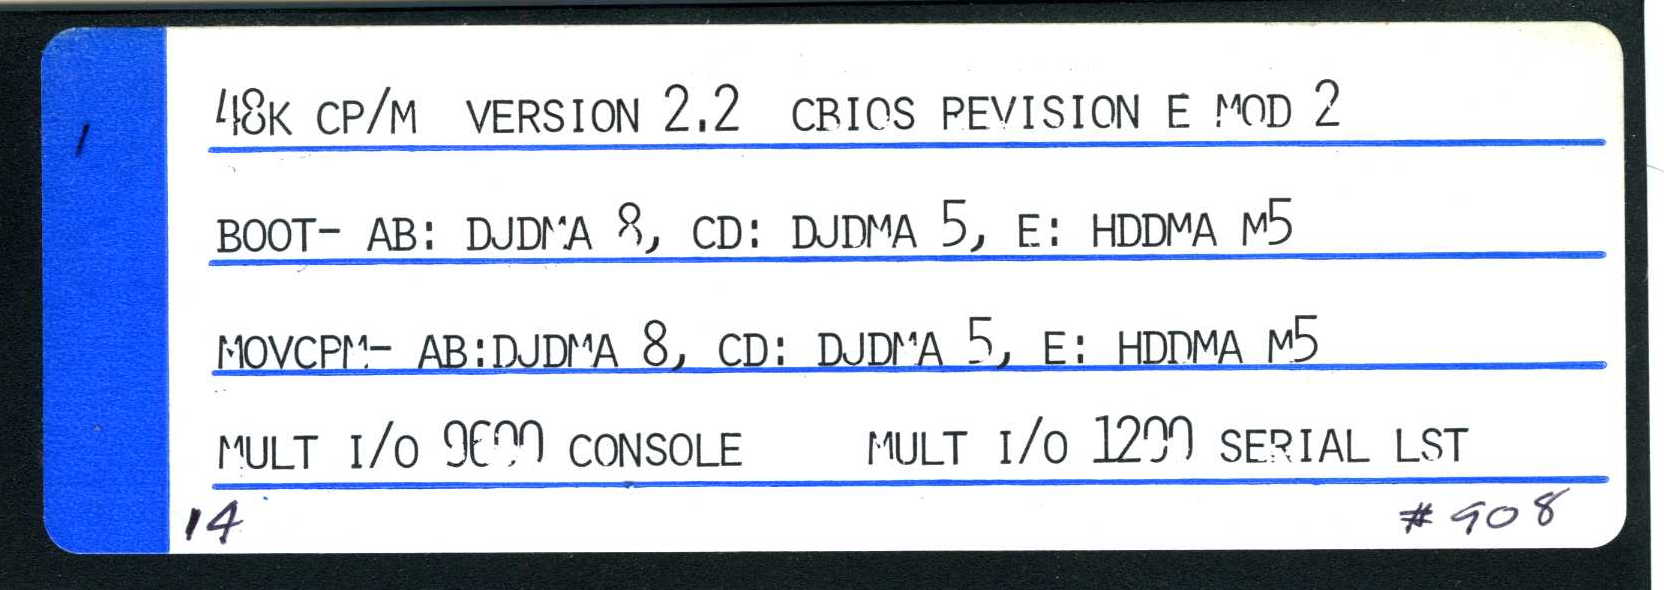 48K CP/M VERSION 2.2 CBIOS REVISION E MOD 2
1
BOOT- AB: DJDMA 8, CD: DJDMA 5, E: HDDMA M5
MOVCPM- AB:DJDMA 8, CD: DJDMA 5, E: HDDMA M5
MULT I/O 9600 CONSOLE MULT I/O 1200 SERIAL LST
14 #908